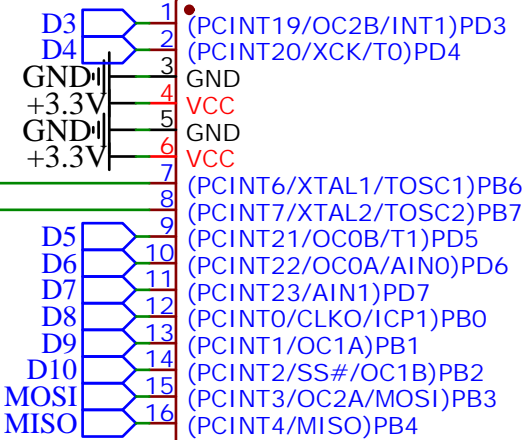 D3 1 (PCINT19/OC2B/INT1)PD3
D4 2 (PCINT20/XCK/T0)PD4
GND 3 GND
+3.3V 4 VCC
GND 5 GND
+3.3V 6 VCC
7 (PCINT6/XTAL1/TOSC1)PB6
8 (PCINT7/XTAL2/TOSC2)PB7
D5 9 (PCINT21/OC0B/T1)PD5
D6 10 (PCINT22/OC0A/AIN0)PD6
D7 11 (PCINT23/AIN1)PD7
D8 12 (PCINT0/CLKO/ICP1)PB0
D9 13 (PCINT1/OC1A)PB1
D10 14 (PCINT2/SS#/OC1B)PB2
MOSI 15 (PCINT3/OC2A/MOSI)PB3
MISO 16 (PCINT4/MISO)PB4